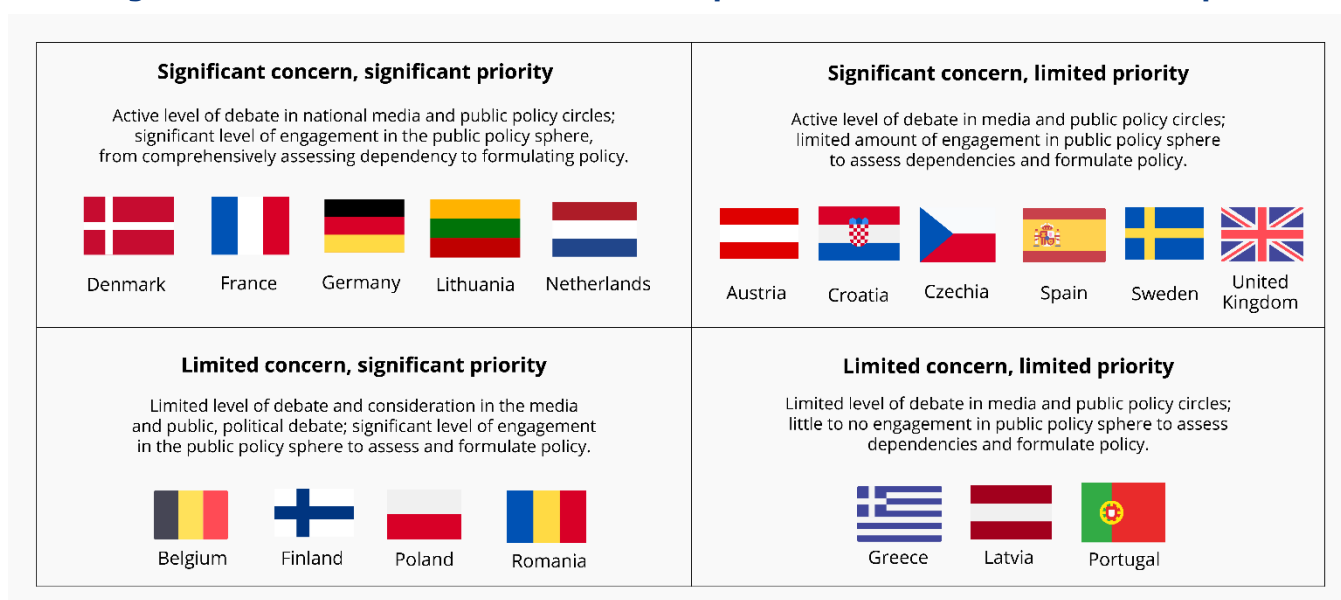 Significant concern, significant priority
Active level of debate in national media and public policy circles;
significant level of engagement in the public policy sphere,
from comprehensively assessing dependency to formulating policy.
Denmark
France
Germany
Lithuania
Netherlands
Significant concern, limited priority
Active level of debate in media and public policy circles;
limited amount of engagement in public policy sphere
to assess dependencies and formulate policy.
Austria
Croatia
Czechia
Spain
Sweden
United
Kingdom
Limited concern, significant priority
Limited level of debate and consideration in the media
and public, political debate; significant level of engagement
in the public policy sphere to assess and formulate policy.
Belgium
Finland
Poland
Romania
Limited concern, limited priority
Limited level of debate in media and public policy circles;
little to no engagement in public policy sphere to assess
dependencies and formulate policy.
Greece
Latvia
Portugal